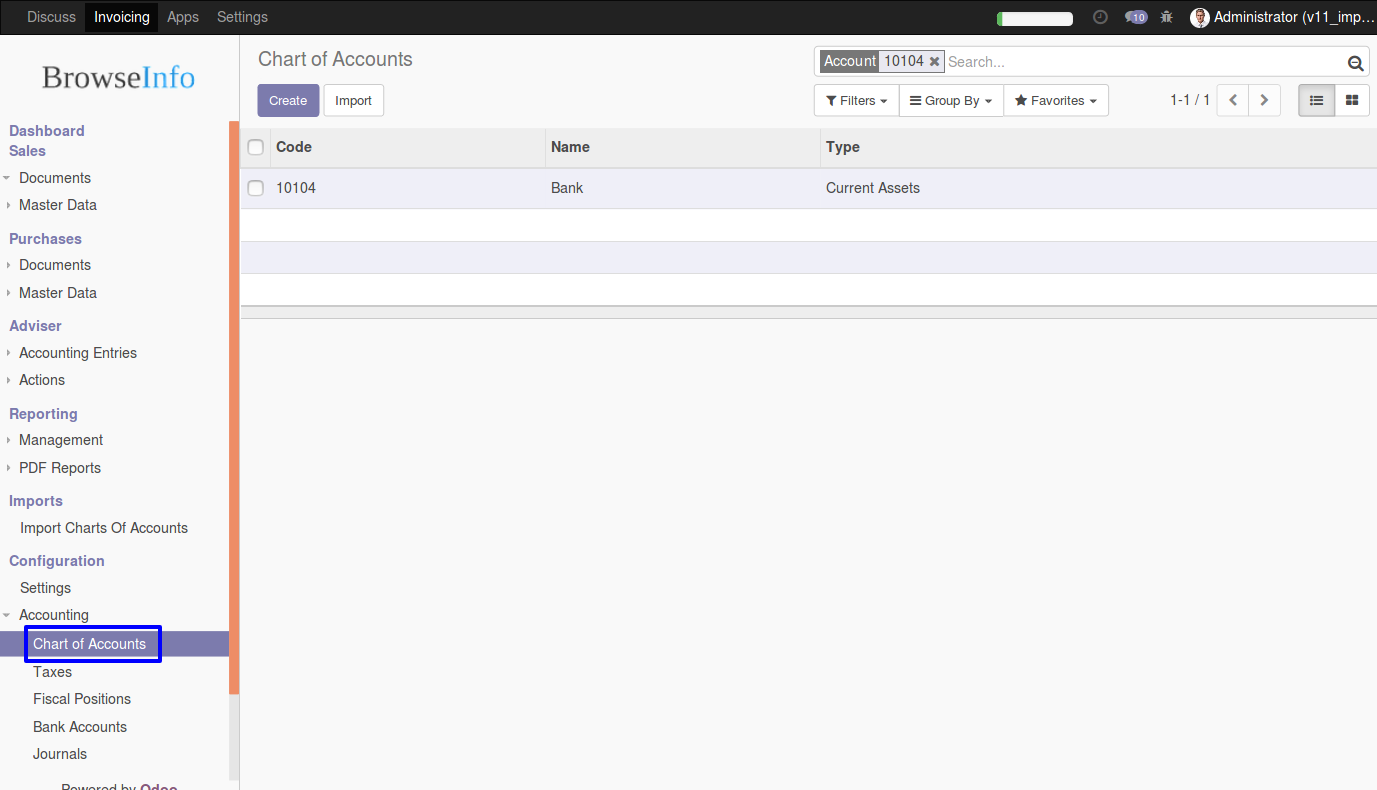 Discuss Invoicing Apps Settings 10 Administrator (v11_imp...
BrowseInfo
Chart of Accounts
Account 10104 Search...
Create Import
Filters Group By Favorites 1-1 / 1
Code Name Type
10104 Bank Current Assets
Dashboard
Sales
Documents
Master Data
Purchases
Documents
Master Data
Adviser
Accounting Entries
Actions
Reporting
Management
PDF Reports
Imports
Import Charts Of Accounts
Configuration
Settings
Accounting
Chart of Accounts
Taxes
Fiscal Positions
Bank Accounts
Journals
Powered by Odoo